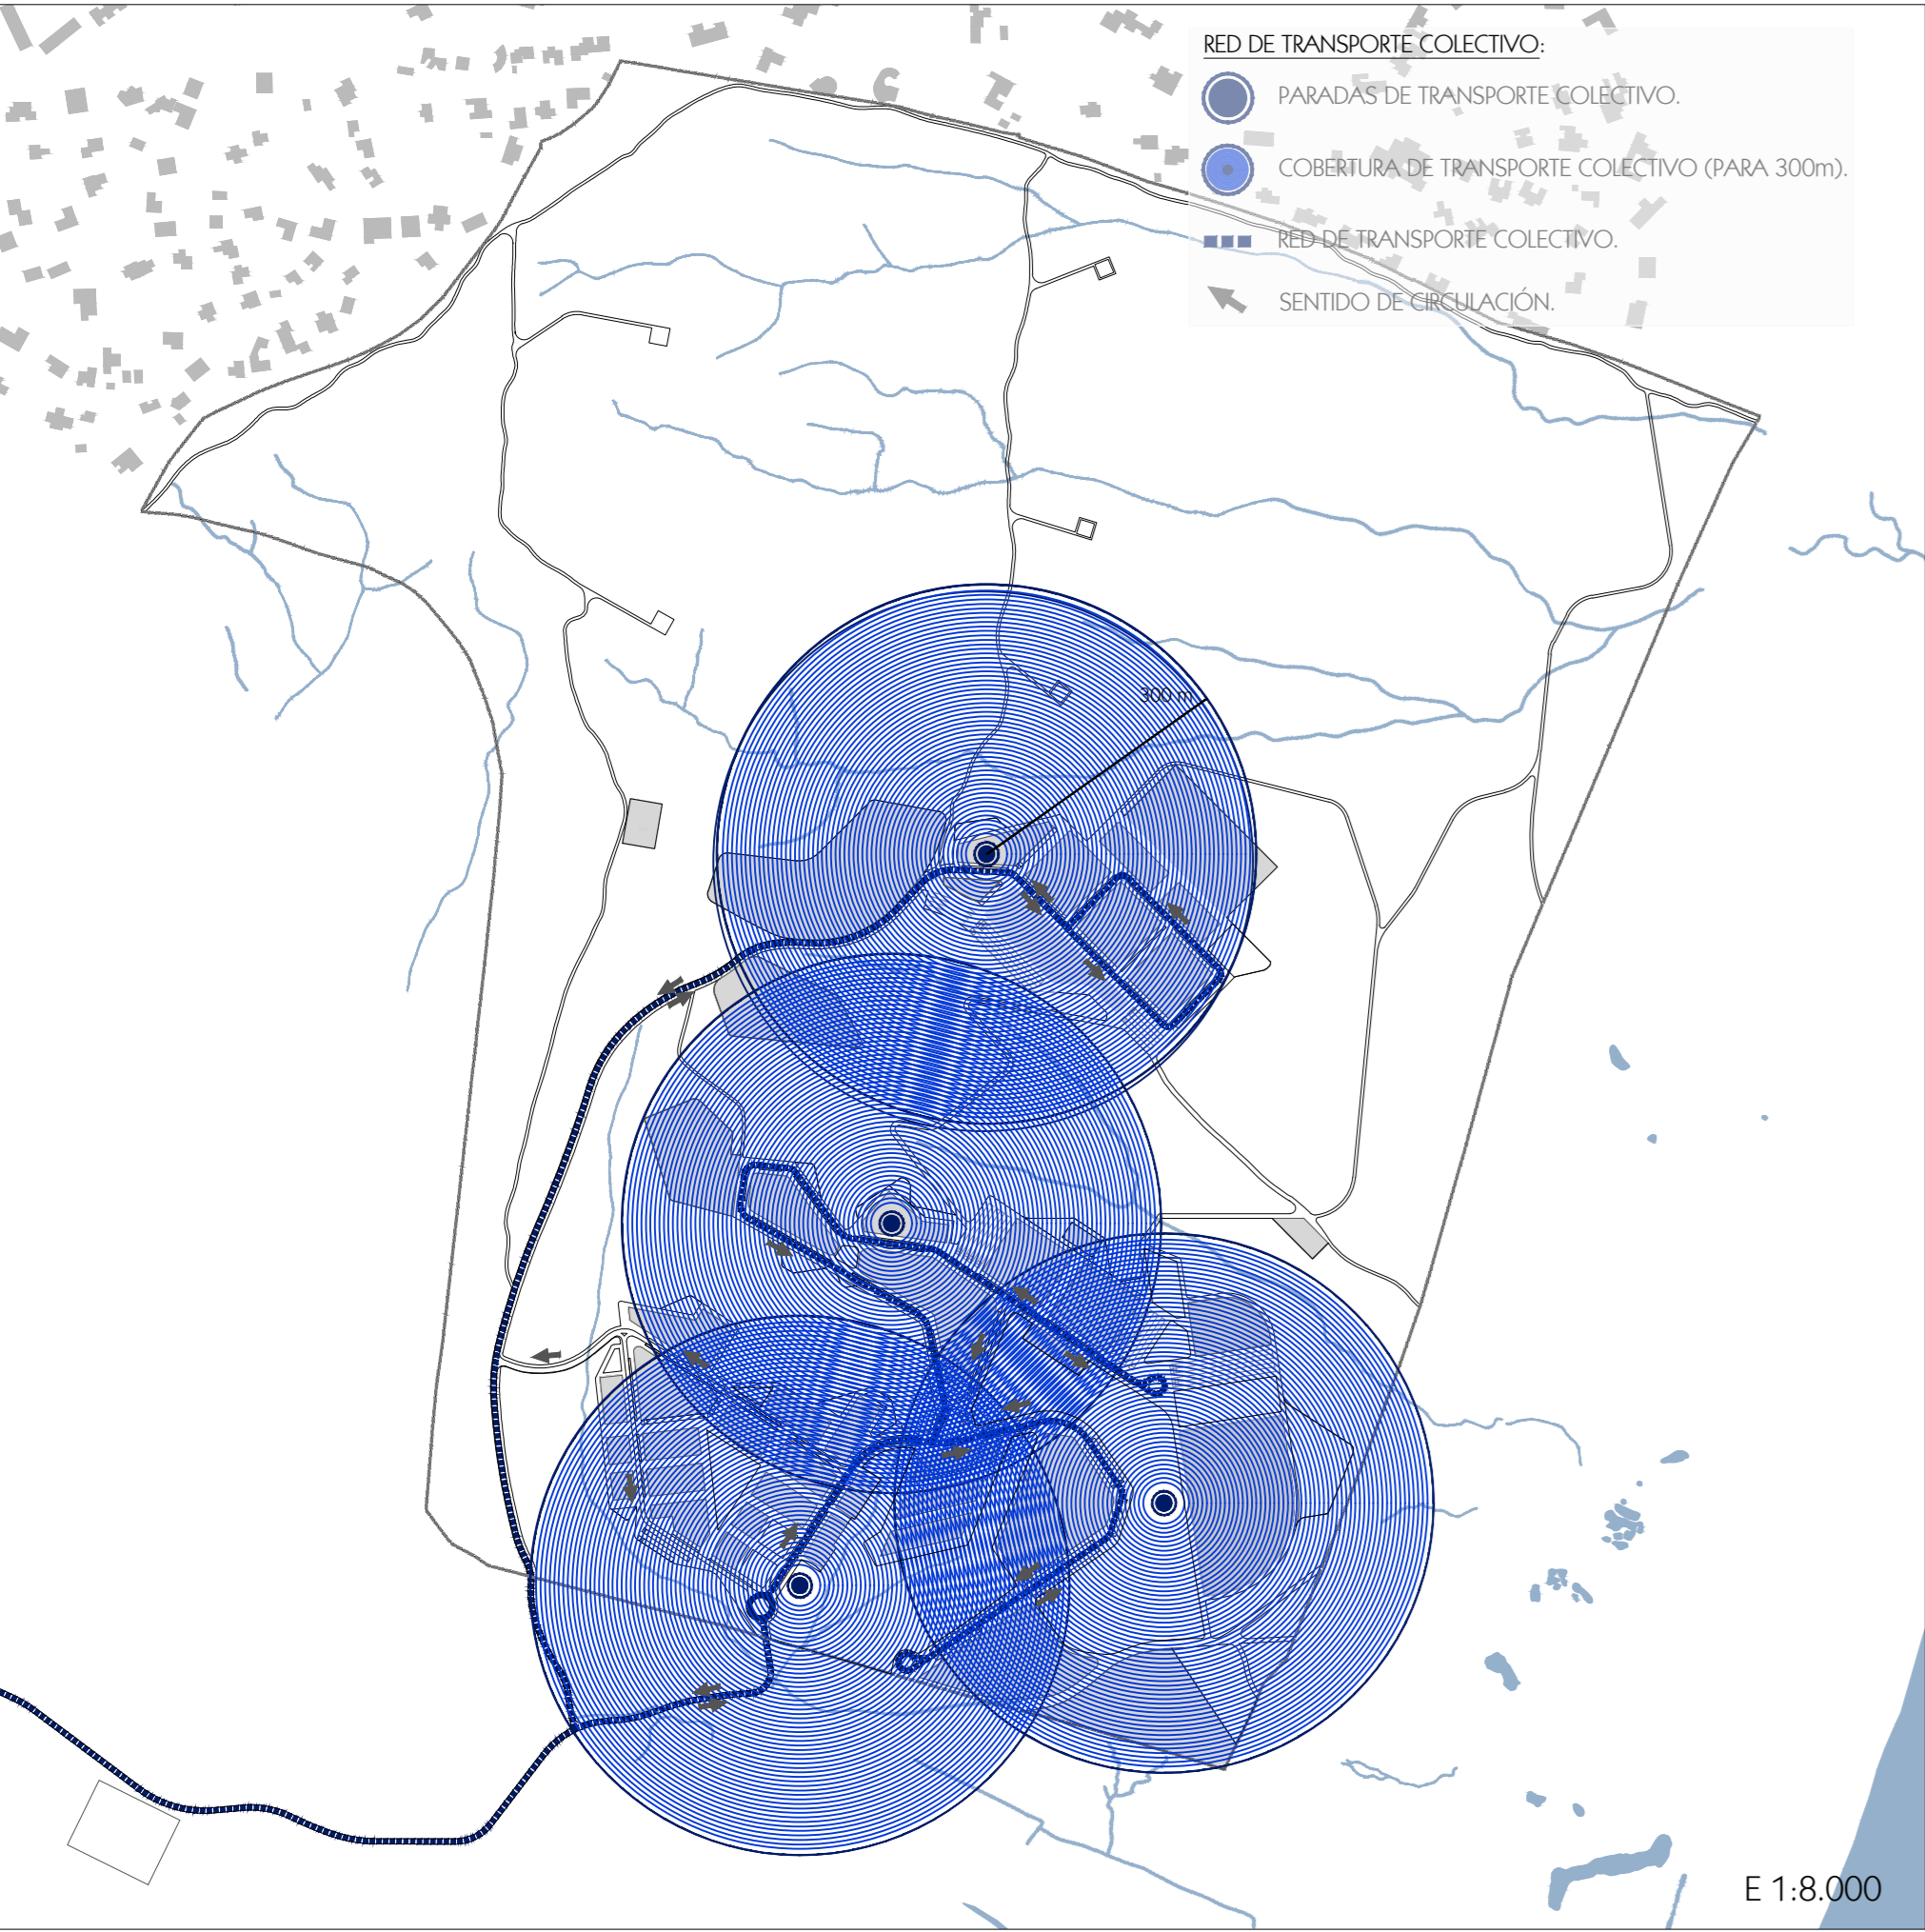 RED DE TRANSPORTE COLECTIVO:
PARADAS DE TRANSPORTE COLECTIVO.
COBERTURA DE TRANSPORTE COLECTIVO (PARA 300m).
RED DE TRANSPORTE COLECTIVO.
SENTIDO DE CIRCULACIÓN.
300 m
E 1:8.000